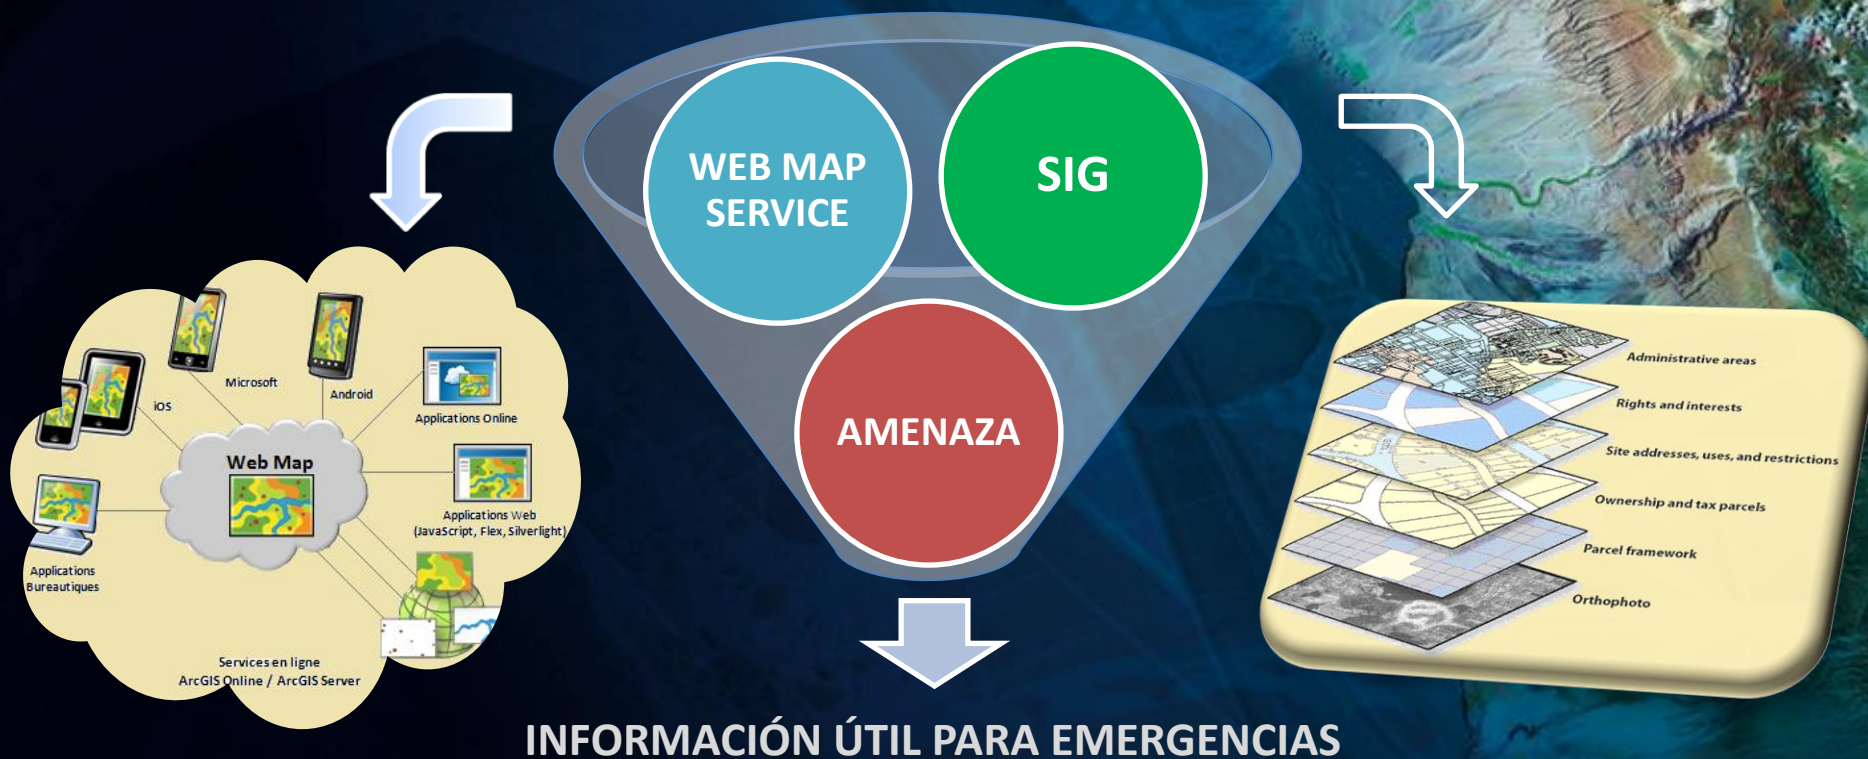 WEB MAP
SERVICE
SIG
AMENAZA
INFORMACIÓN ÚTIL PARA EMERGENCIAS
Microsoft
Android
iOS
Applications Online
Web Map
Applications Web
(JavaScript, Flex, Silverlight)
Applications
Bureautiques
Services en ligne
ArcGIS Online / ArcGIS Server
Administrative areas
Rights and interests
Site addresses, uses, and restrictions
Ownership and tax parcels
Parcel framework
Orthophoto